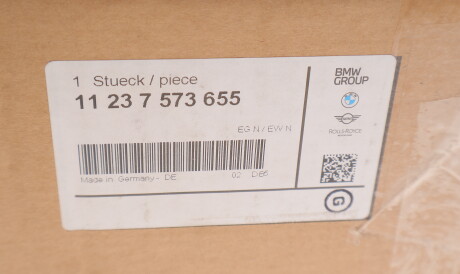 1 Stueck / piece
11 23 7 573 655
EG N / EW N
Made in Germany - DE
02
BMW
GROUP
ROLLS-ROYCE
G